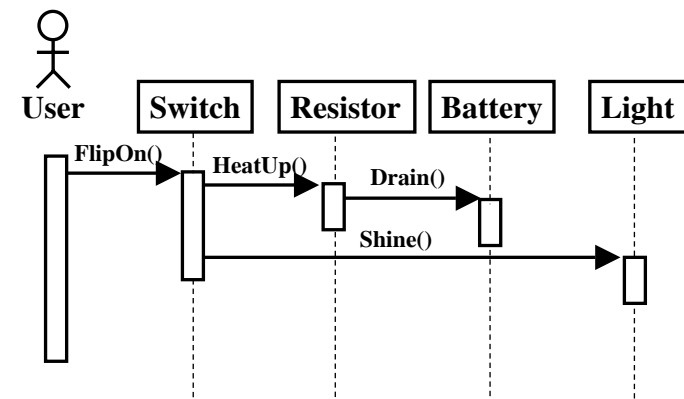 User
Switch
Resistor
Battery
Light
FlipOn()
HeatUp()
Drain()
Shine()